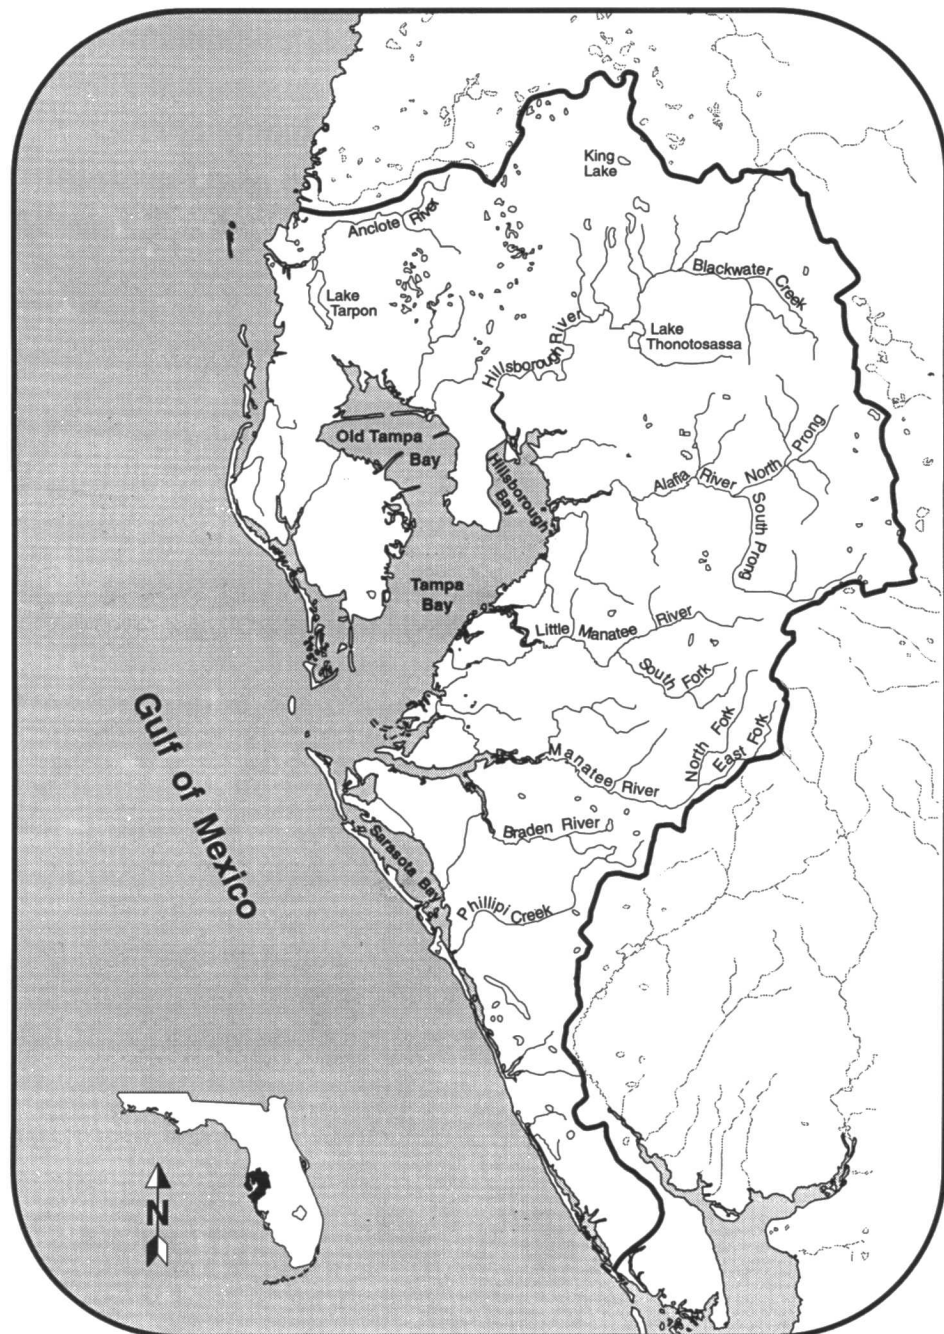 King
Lake
Anclote River
Blackwater Creek
Lake
Tarpon
Hillsborough River
Lake
Thonotosassa
Old Tampa
Bay
Hillsborough
Bay
Alafia River North Prong
South Prong
Tampa
Bay
Little Manatee River
South Fork
North Fork
East Fork
Manatee River
Gulf of Mexico
Braden River
Sarasota Bay
Phillipi Creek
N